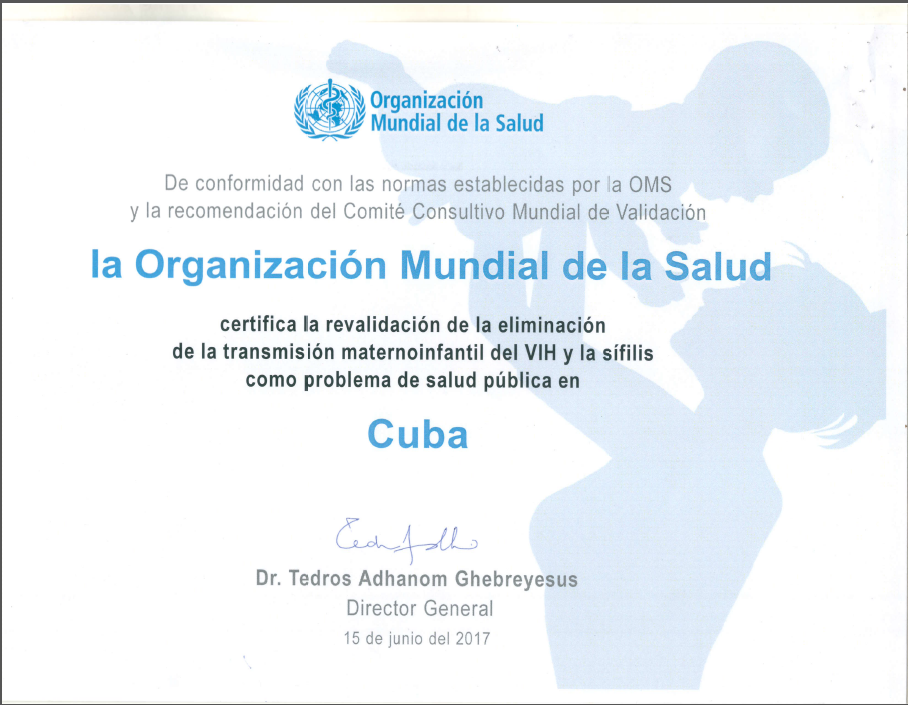 Organización
Mundial de la Salud
De conformidad con las normas establecidas por la OMS
y la recomendación del Comité Consultivo Mundial de Validación
la Organización Mundial de la Salud
certifica la revalidación de la eliminación
de la transmisión maternoinfantil del VIH y la sífilis
como problema de salud pública en
Cuba
Dr. Tedros Adhanom Ghebreyesus
Director General
15 de junio del 2017